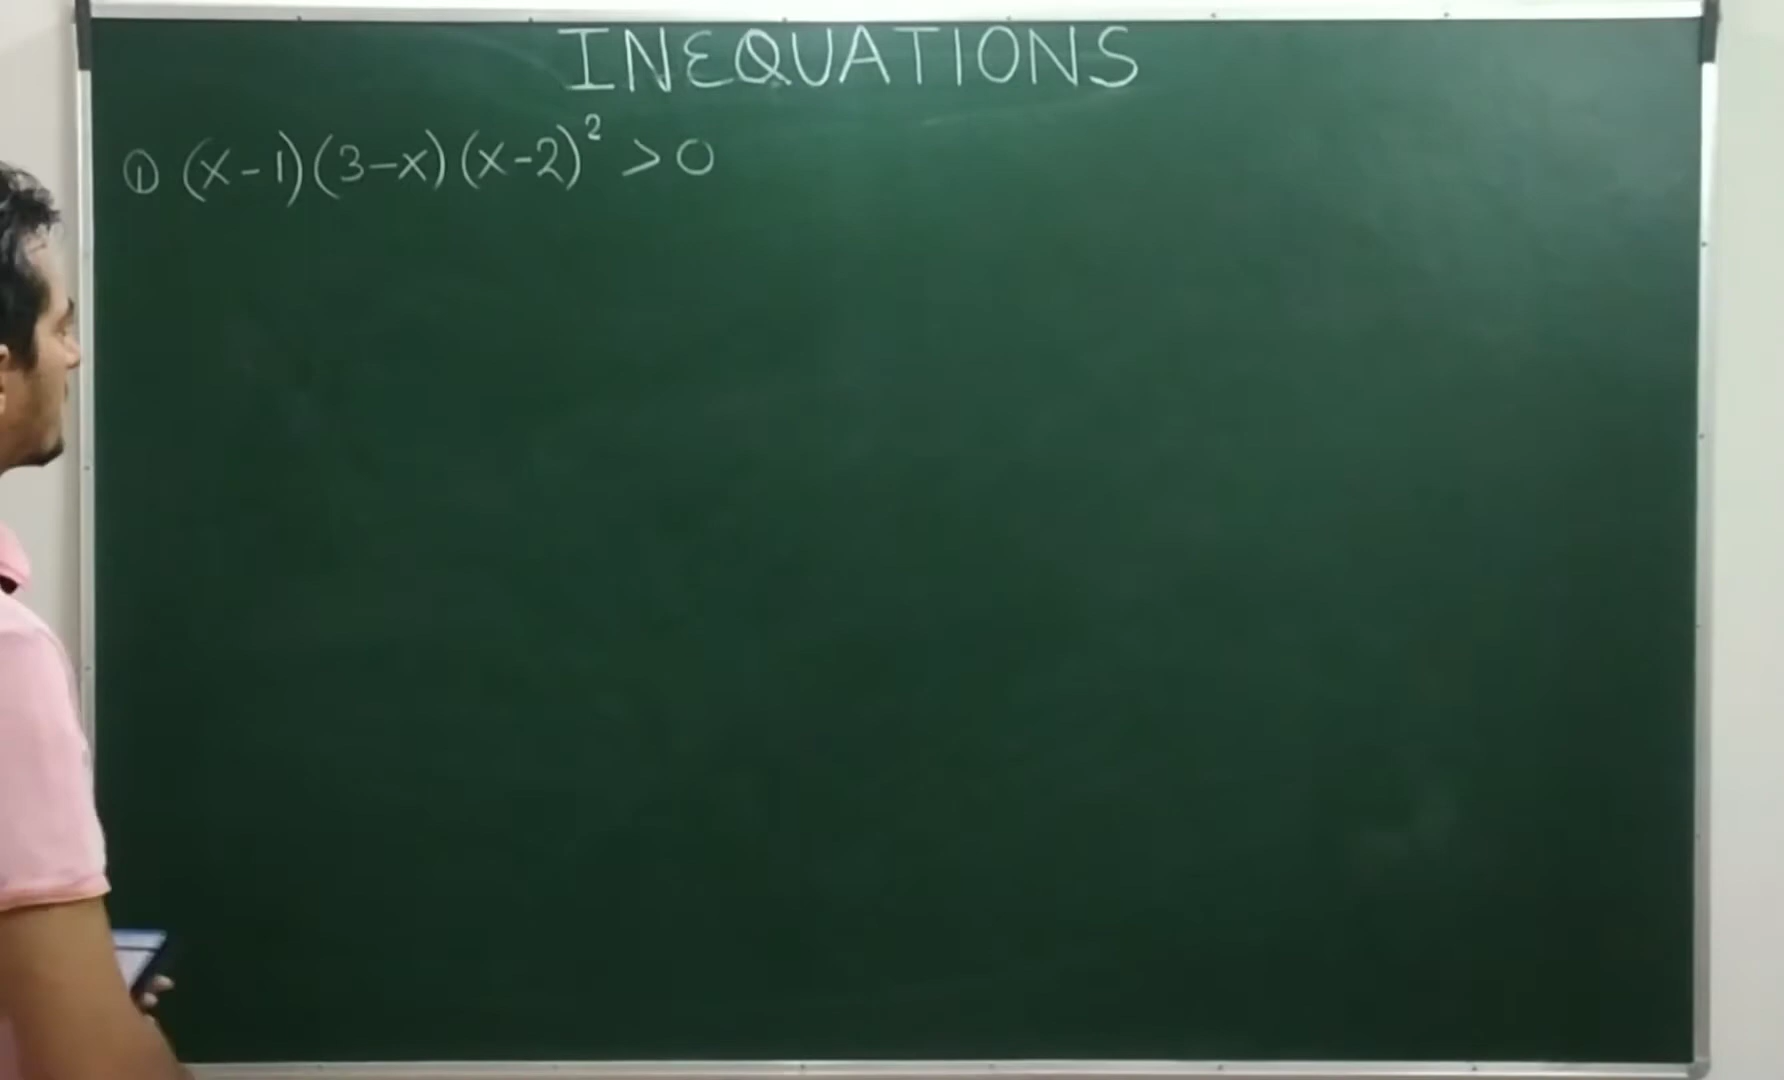 INEQUATIONS
① (x-1)(3-x)(x-2)² >0